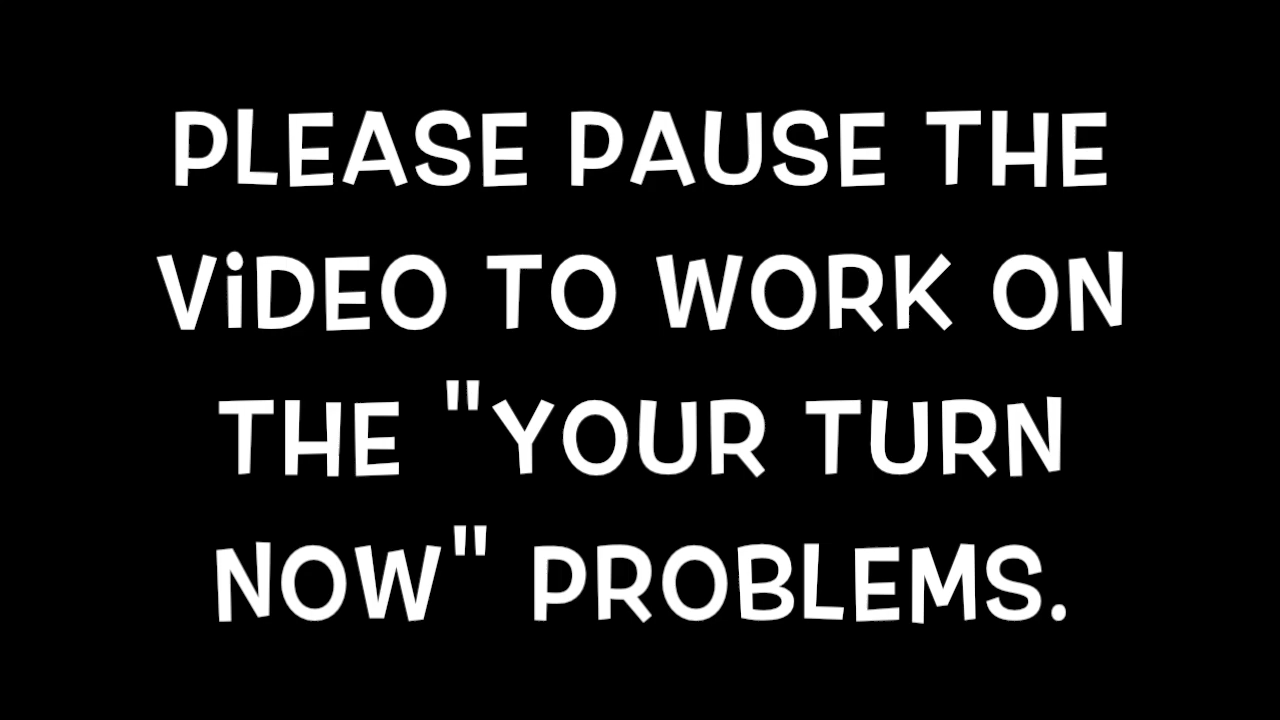 PLEASE PAUSE THE
ViDEO TO WORK ON
THE "YOUR TURN
NOW" PROBLEMS.